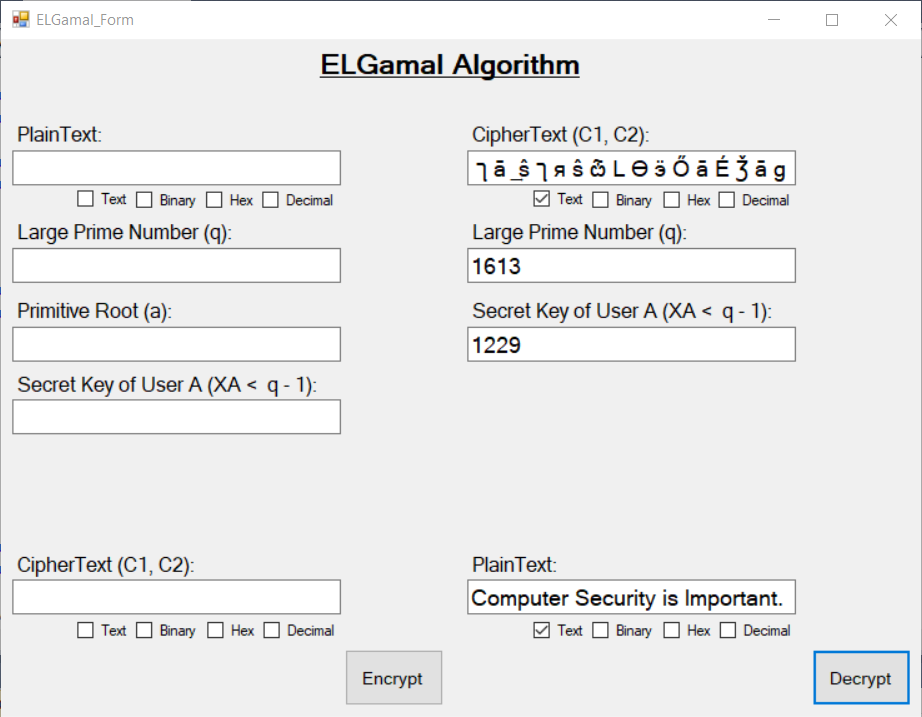 ELGamal_Form
ELGamal Algorithm
PlainText:
Text Binary Hex Decimal
Large Prime Number (q):
Primitive Root (a):
Secret Key of User A (XA < q - 1):
CipherText (C1, C2):
Text Binary Hex Decimal
Encrypt
CipherText (C1, C2):
Text Binary Hex Decimal
Large Prime Number (q):
1613
Secret Key of User A (XA < q - 1):
1229
PlainText:
Computer Security is Important.
Text Binary Hex Decimal
Decrypt